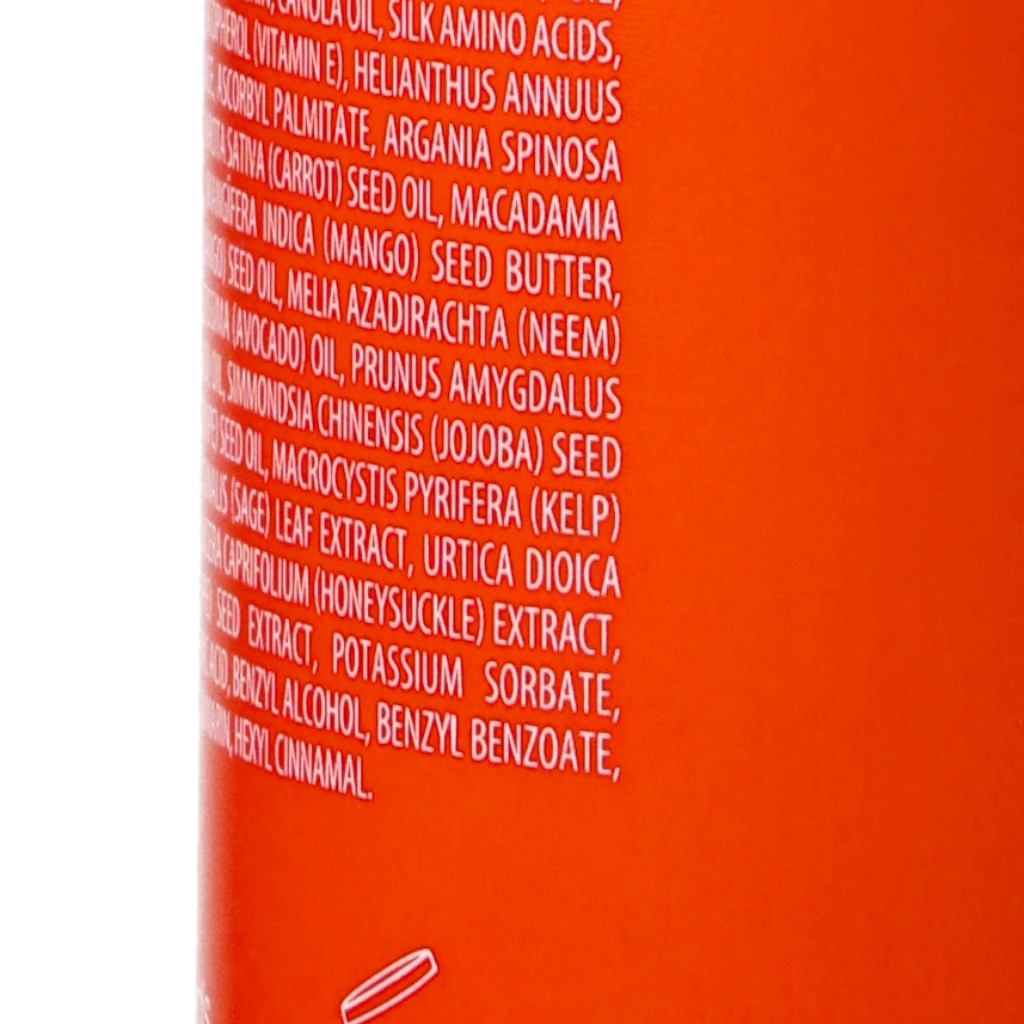 CANOLA OIL, SILK AMINO ACIDS,
(VITAMIN E), HELIANTHUS ANNUUS
ASCORBYL PALMITATE, ARGANIA SPINOSA
SATIVA (CARROT) SEED OIL, MACADAMIA
INDICA (MANGO) SEED BUTTER,
SEED OIL, MELIA AZADIRACHTA (NEEM)
(AVOCADO) OIL, PRUNUS AMYGDALUS
OIL, SIMMONDSIA CHINENSIS (JOJOBA) SEED
SEED OIL, MACROCYSTIS PYRIFERA (KELP)
(SAGE) LEAF EXTRACT, URTICA DIOICA
CAPRIFOLIUM (HONEYSUCKLE) EXTRACT,
SEED EXTRACT, POTASSIUM SORBATE,
ACID, BENZYL ALCOHOL, BENZYL BENZOATE,
HEXYL CINNAMAL.